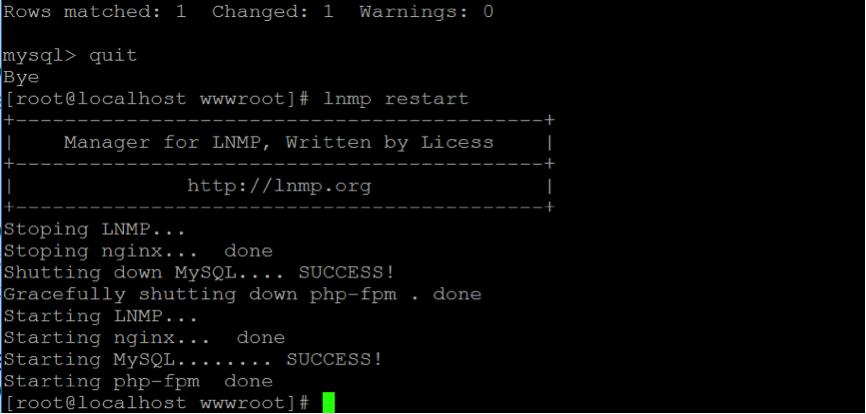 Rows matched: 1  Changed: 1  Warnings: 0
mysql> quit
Bye
[root@localhost wwwroot]# lnmp restart
+-------------------------------------------+
|    Manager for LNMP, Written by Licess    |
+-------------------------------------------+
|              http://lnmp.org              |
+-------------------------------------------+
Stoping LNMP...
Stoping nginx...  done
Shutting down MySQL.... SUCCESS!
Gracefully shutting down php-fpm . done
Starting LNMP...
Starting nginx...  done
Starting MySQL........ SUCCESS!
Starting php-fpm  done
[root@localhost wwwroot]#